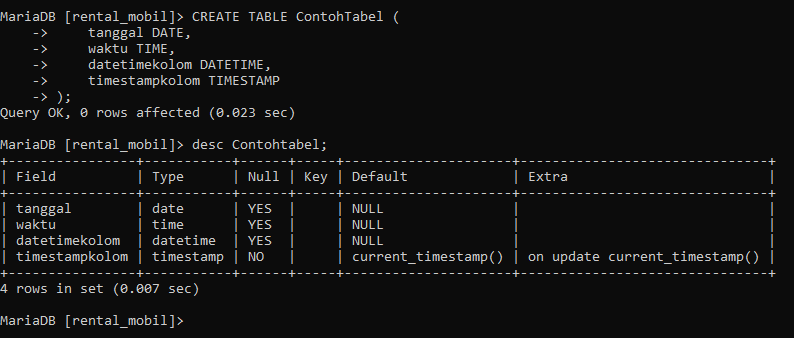 MariaDB [rental_mobil]> CREATE TABLE ContohTabel (
    ->     tanggal DATE,
    ->     waktu TIME,
    ->     datetimekolom DATETIME,
    ->     timestampkolom TIMESTAMP
    -> );
Query OK, 0 rows affected (0.023 sec)

MariaDB [rental_mobil]> desc Contohtabel;
+----------------+-----------+------+-----+---------------------+-------------------------------+
| Field          | Type      | Null | Key | Default             | Extra                         |
+----------------+-----------+------+-----+---------------------+-------------------------------+
| tanggal        | date      | YES  |     | NULL                |                               |
| waktu          | time      | YES  |     | NULL                |                               |
| datetimekolom  | datetime  | YES  |     | NULL                |                               |
| timestampkolom | timestamp | NO   |     | current_timestamp() | on update current_timestamp() |
+----------------+-----------+------+-----+---------------------+-------------------------------+
4 rows in set (0.007 sec)

MariaDB [rental_mobil]>